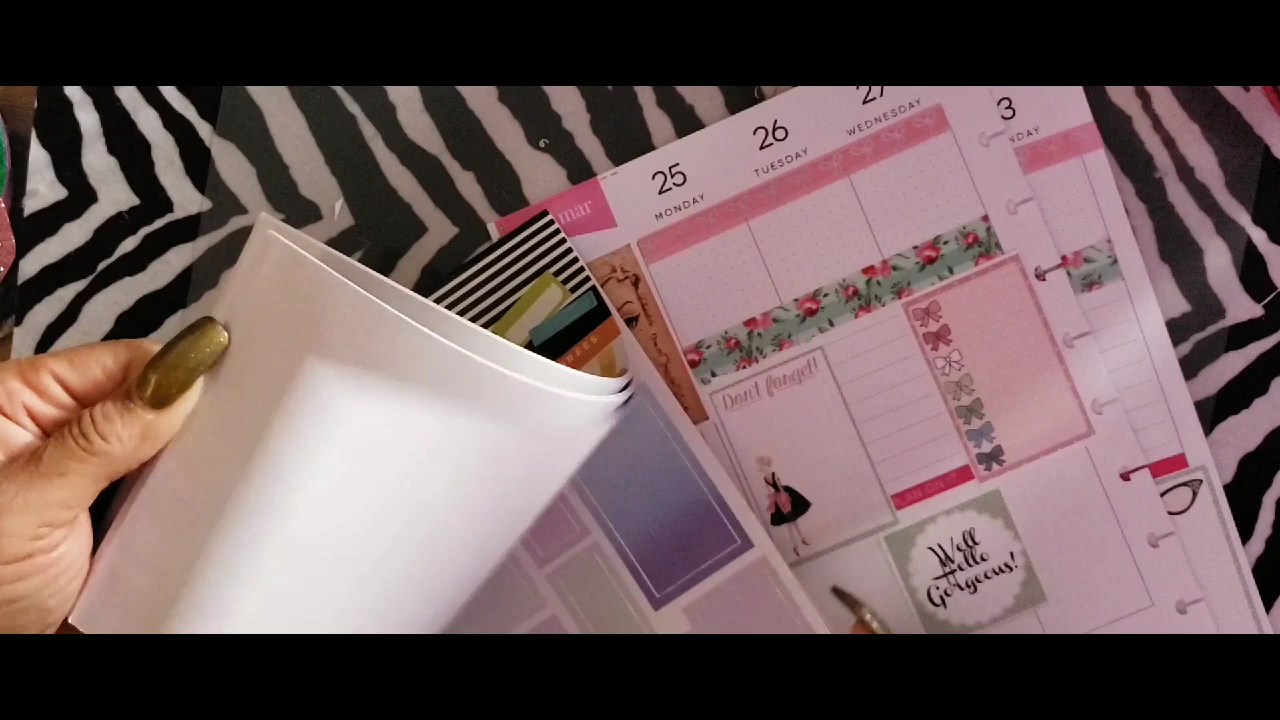 mar
25
MONDAY
26
TUESDAY
27
WEDNESDAY
3
NDAY
Don't forget!
PLAN ON IT
Well
Hello
Gorgeous!